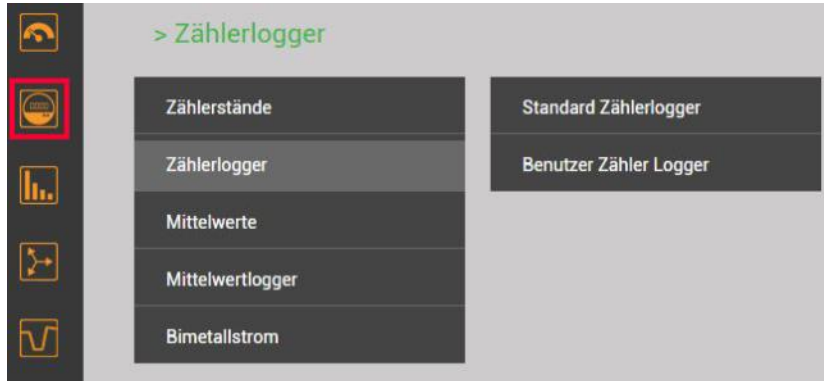 > Zählerlogger
Zählerstände
Zählerlogger
Mittelwerte
Mittelwertlogger
Bimetallstrom
Standard Zählerlogger
Benutzer Zähler Logger